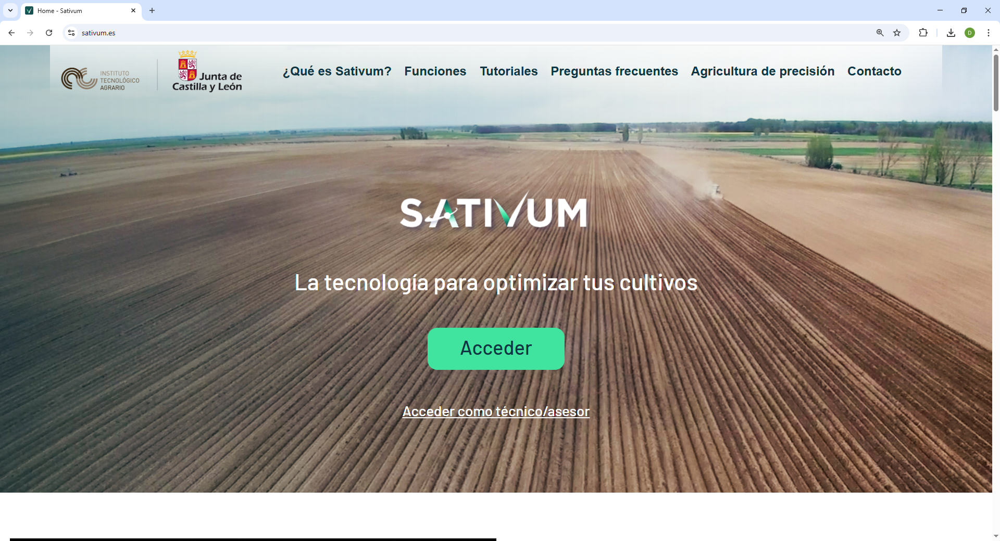 Home - Sativum
sativum.es
D
INSTITUTO
TECNOLÓGICO
AGRARIO
Junta de
Castilla y León
¿Qué es Sativum?
Funciones
Tutoriales
Preguntas frecuentes
Agricultura de precisión
Contacto
SATIVUM
La tecnología para optimizar tus cultivos
Acceder
Acceder como técnico/asesor